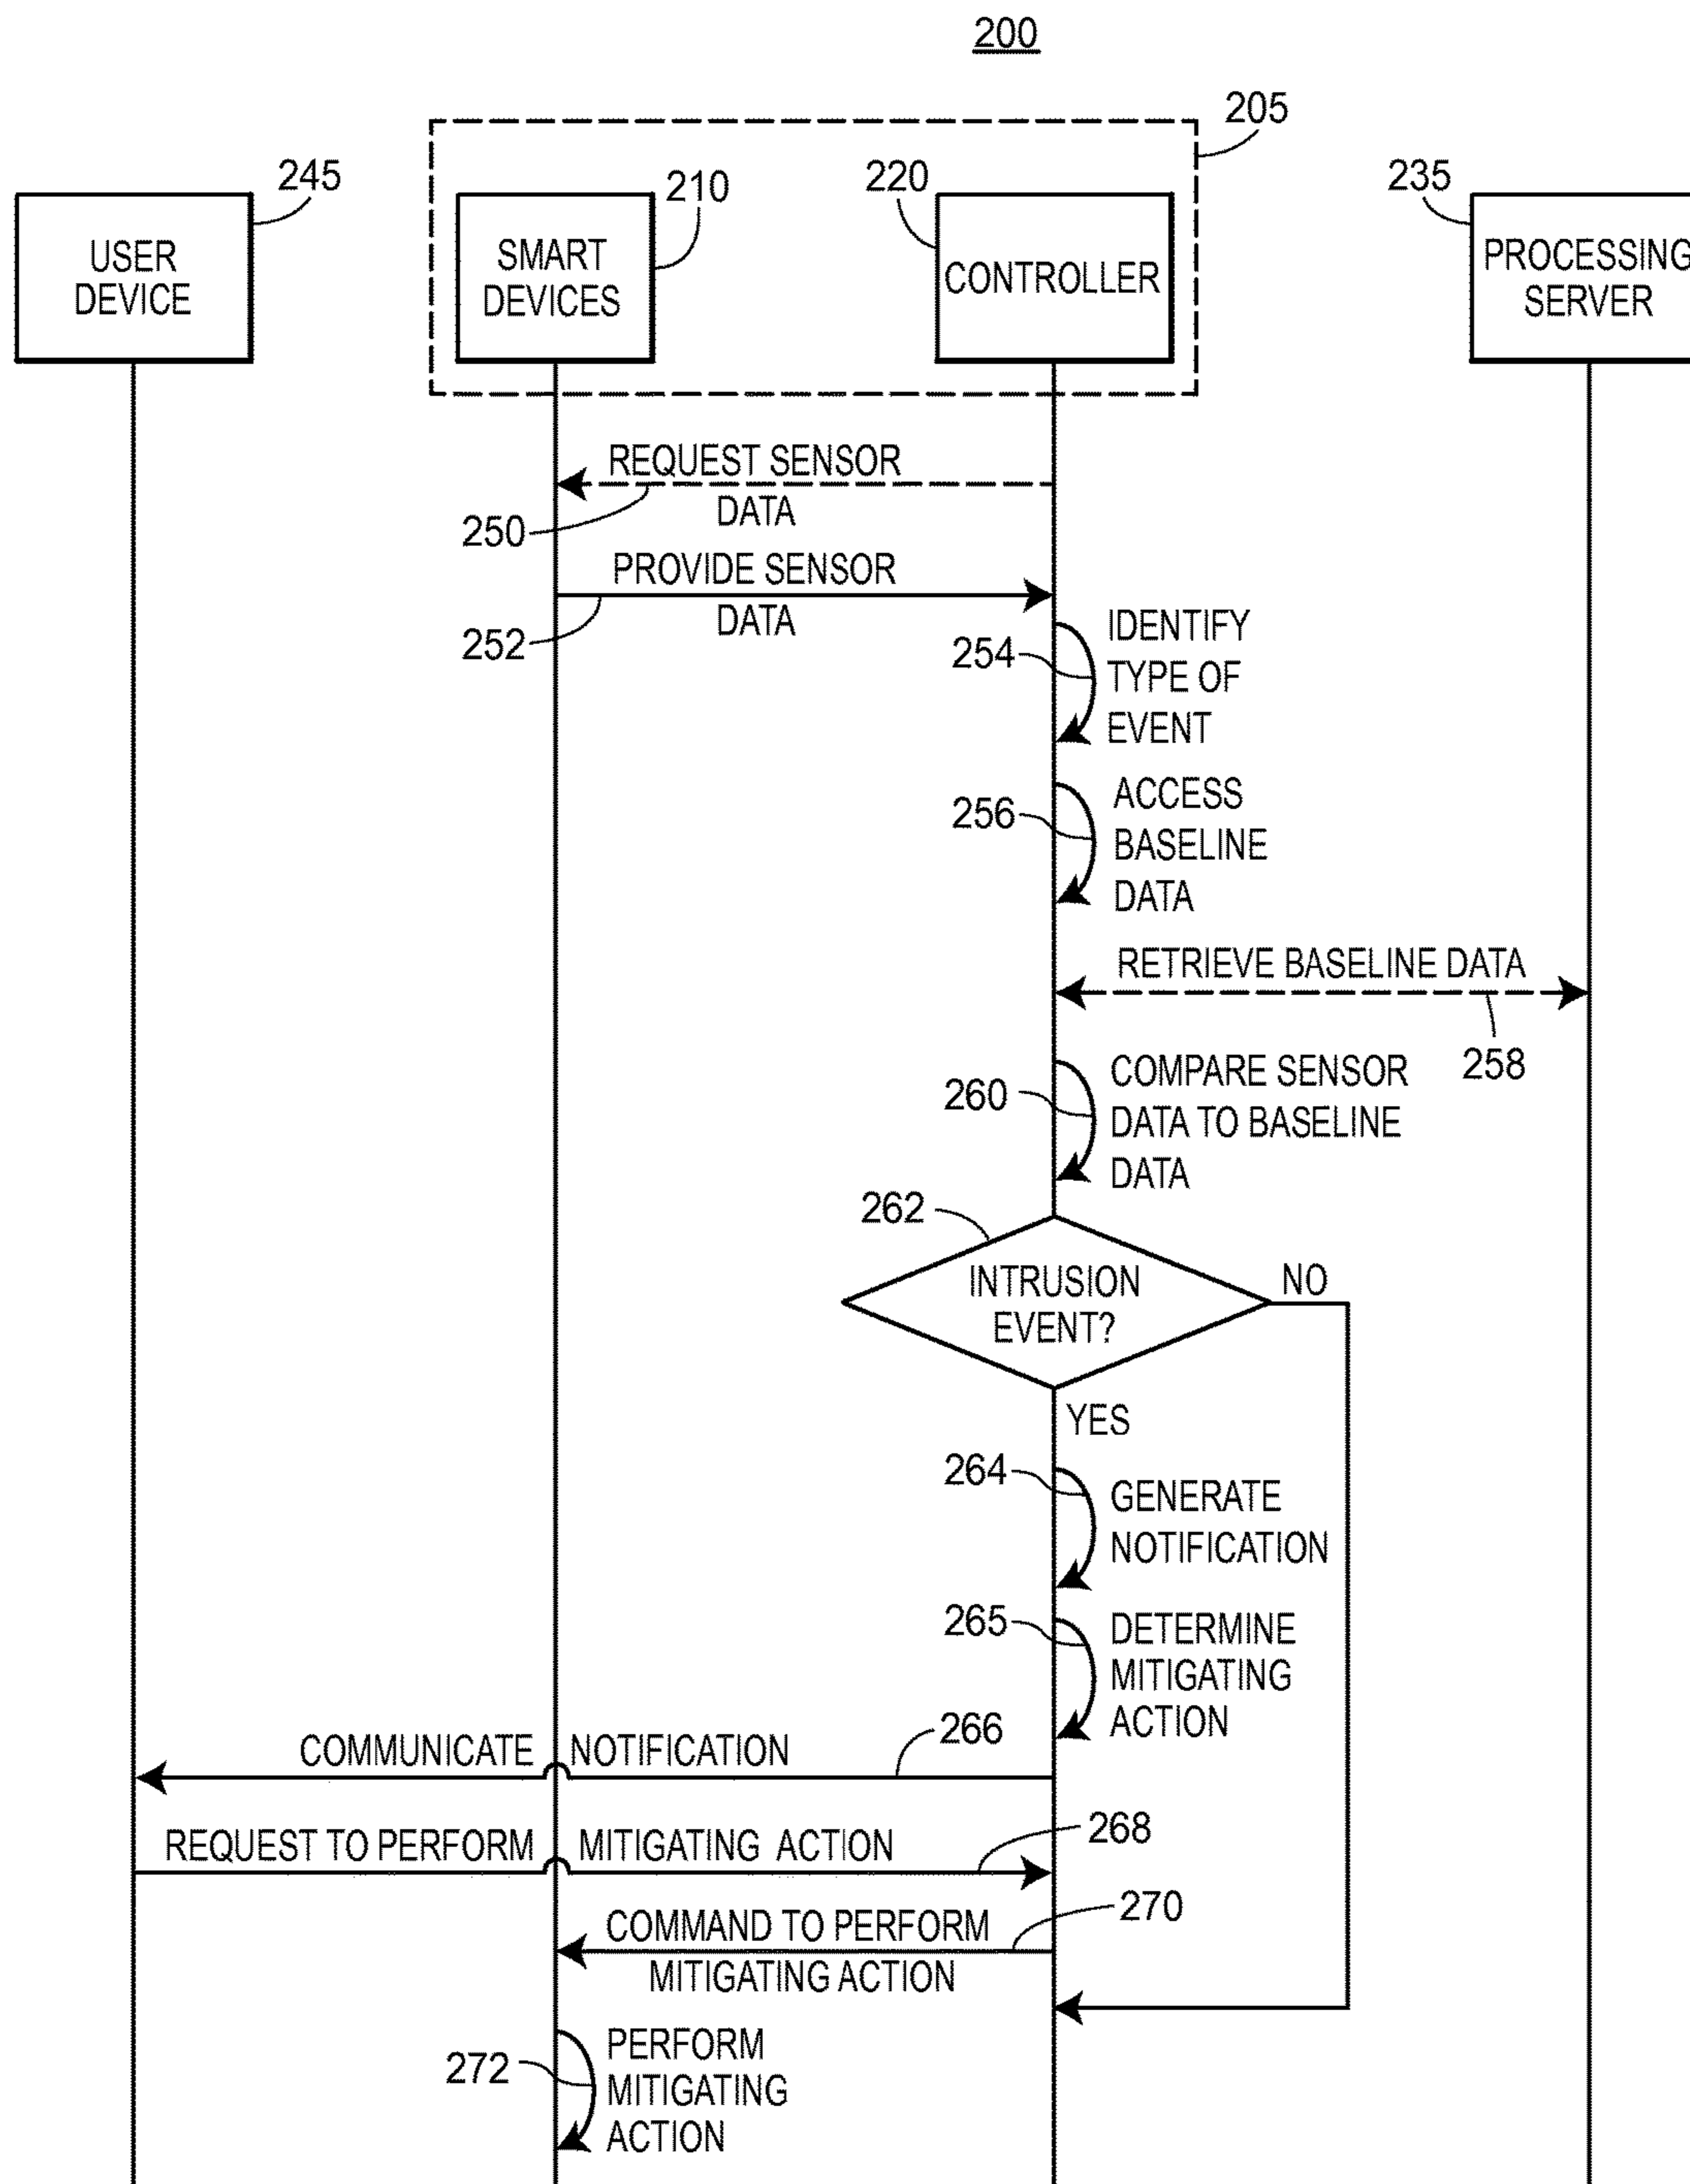 200
205
245
210
220
235
USER
DEVICE
SMART
DEVICES
CONTROLLER
PROCESSING
SERVER
REQUEST SENSOR
DATA
250
PROVIDE SENSOR
DATA
252
254
IDENTIFY
TYPE OF
EVENT
256
ACCESS
BASELINE
DATA
RETRIEVE BASELINE DATA
258
260
COMPARE SENSOR
DATA TO BASELINE
DATA
262
INTRUSION
EVENT?
NO
YES
264
GENERATE
NOTIFICATION
265
DETERMINE
MITIGATING
ACTION
266
COMMUNICATE NOTIFICATION
268
REQUEST TO PERFORM MITIGATING ACTION
270
COMMAND TO PERFORM
MITIGATING ACTION
272
PERFORM
MITIGATING
ACTION